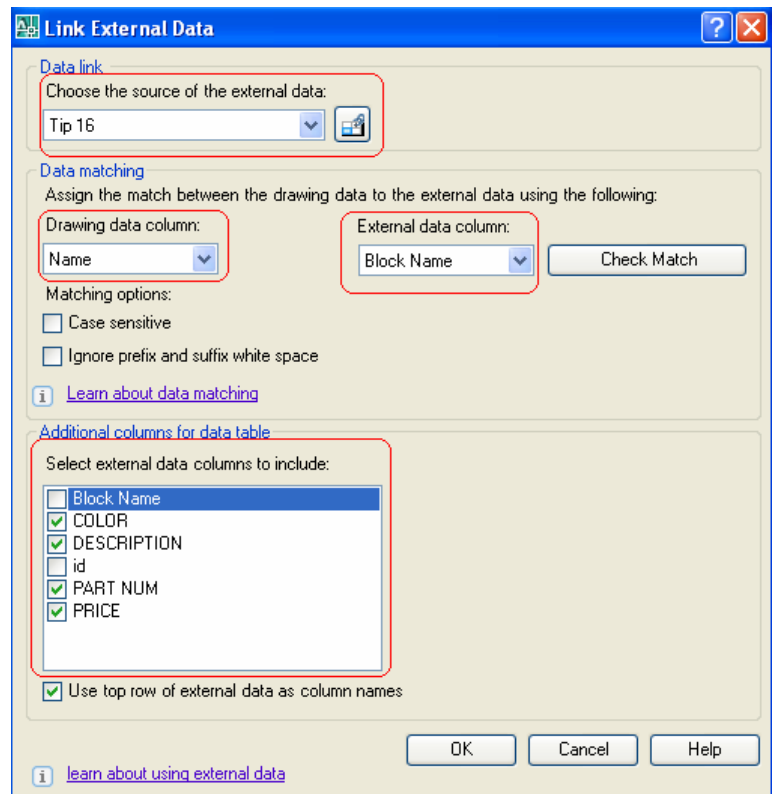 Link External Data
Data link
Choose the source of the external data:
Tip 16
Data matching
Assign the match between the drawing data to the external data using the following:
Drawing data column:
External data column:
Name
Block Name
Check Match
Matching options:
Case sensitive
Ignore prefix and suffix white space
Learn about data matching
Additional columns for data table
Select external data columns to include:
Block Name
COLOR
DESCRIPTION
id
PART NUM
PRICE
Use top row of external data as column names
OK
Cancel
Help
learn about using external data